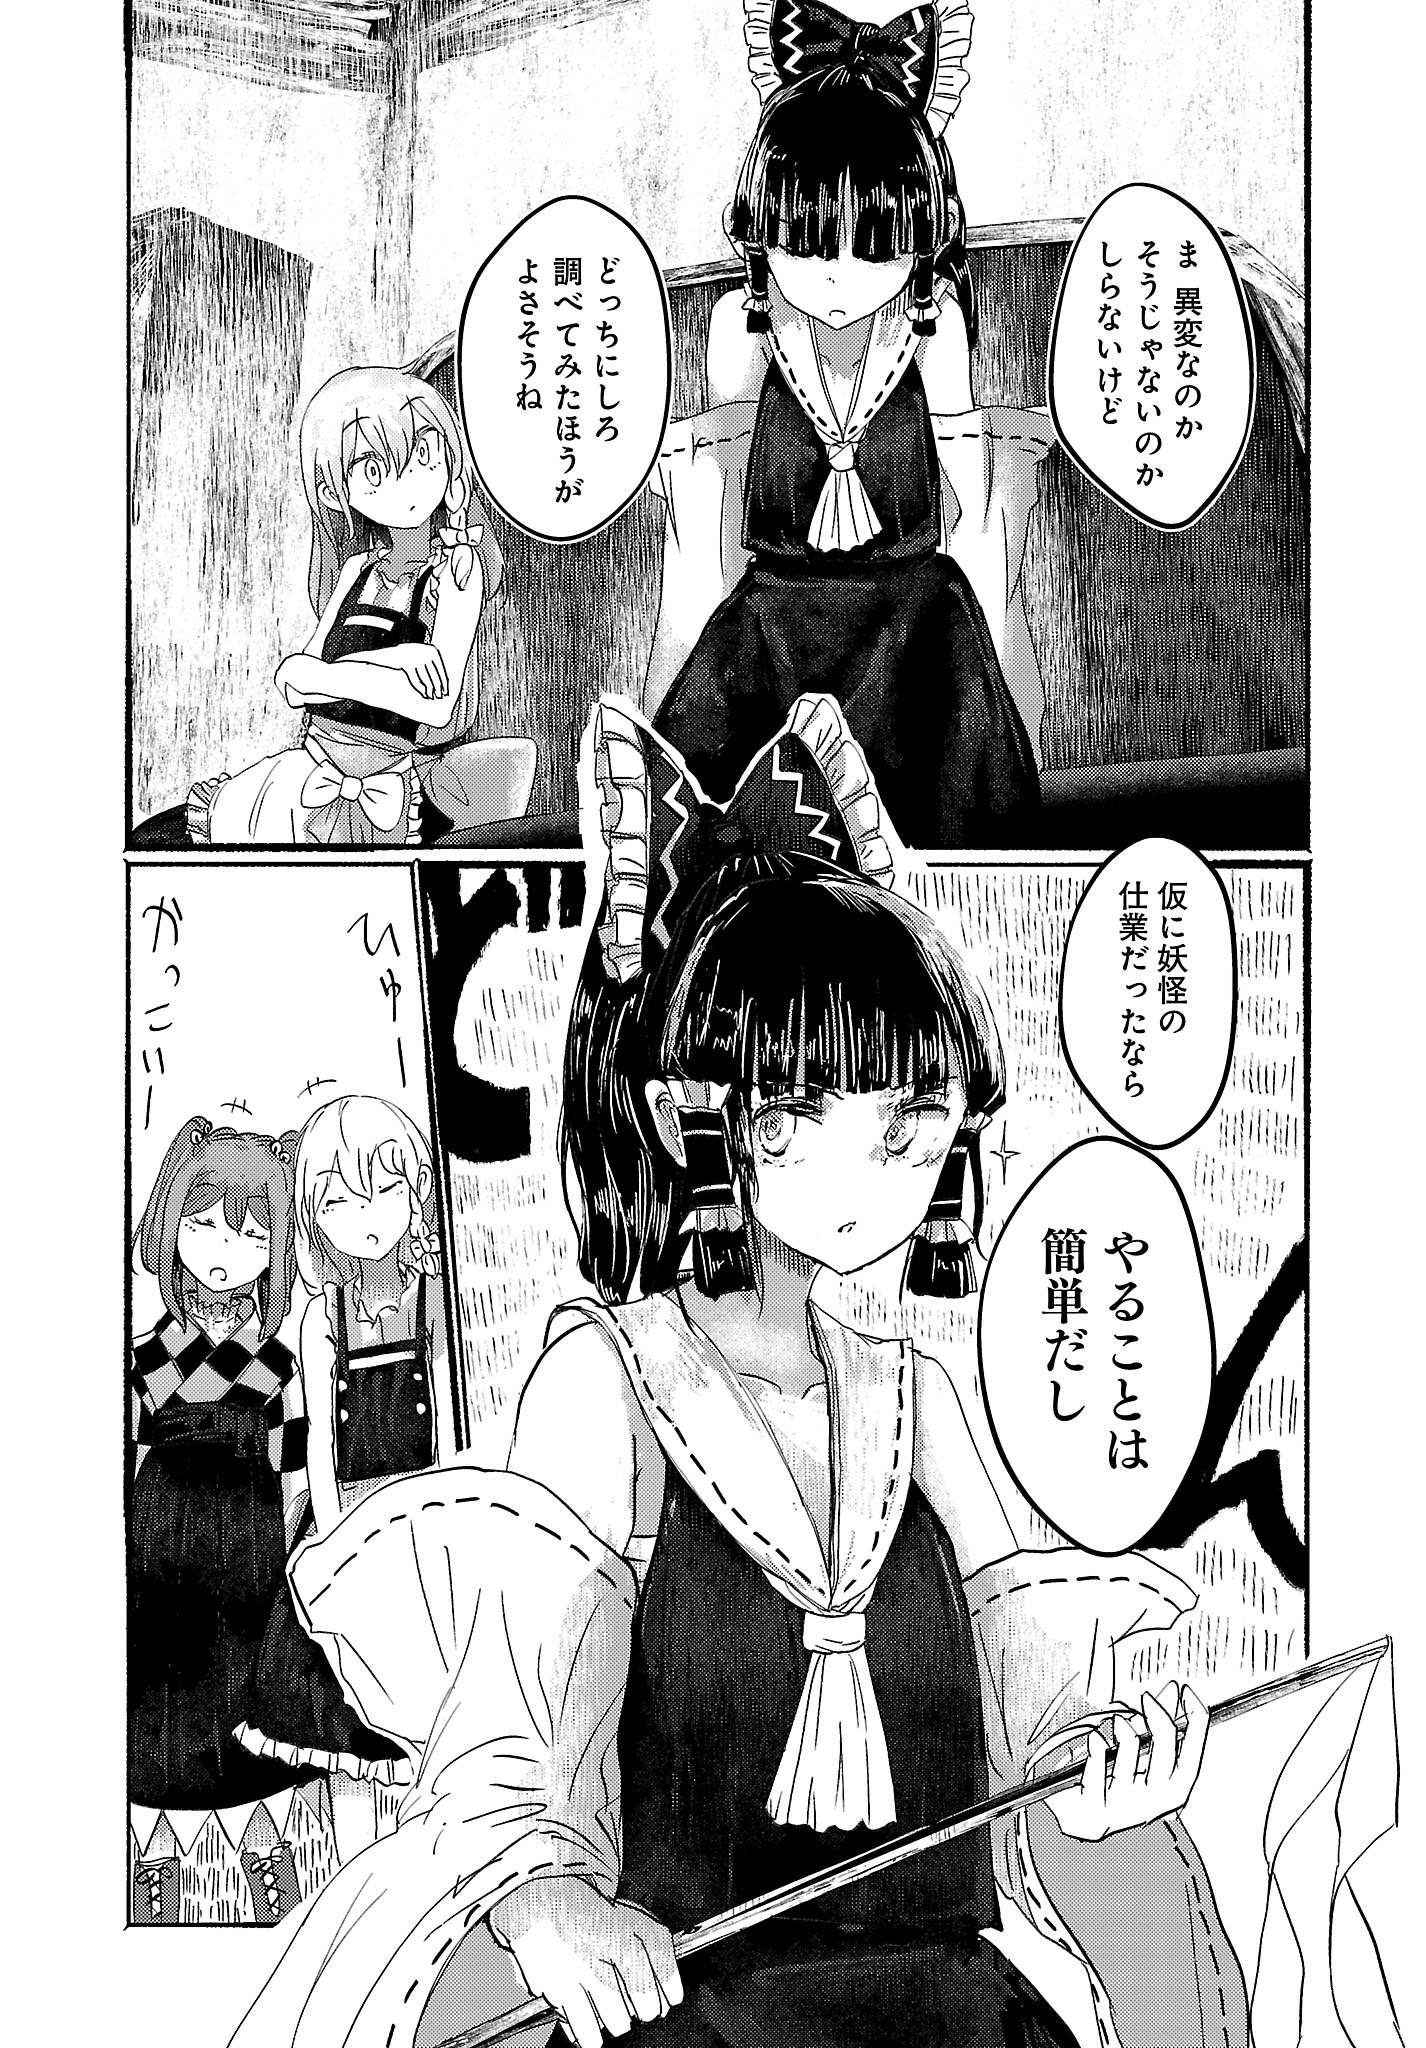 ま 異変なのか
そうじゃないのか
しらないけど
どっちにしろ
調べてみたほうが
よさそうね
仮に妖怪の
仕業だったなら
やることは
簡単だし
ひゅー
かっこいー